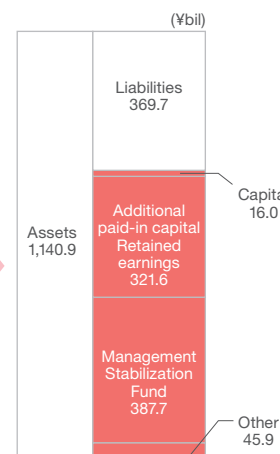 (¥bil)
Liabilities
369.7
Capita
16.0
Assets
1,140.9
Additional
paid-in capital
Retained
earnings
321.6
Management
Stabilization
Fund
387.7
Other
45.9